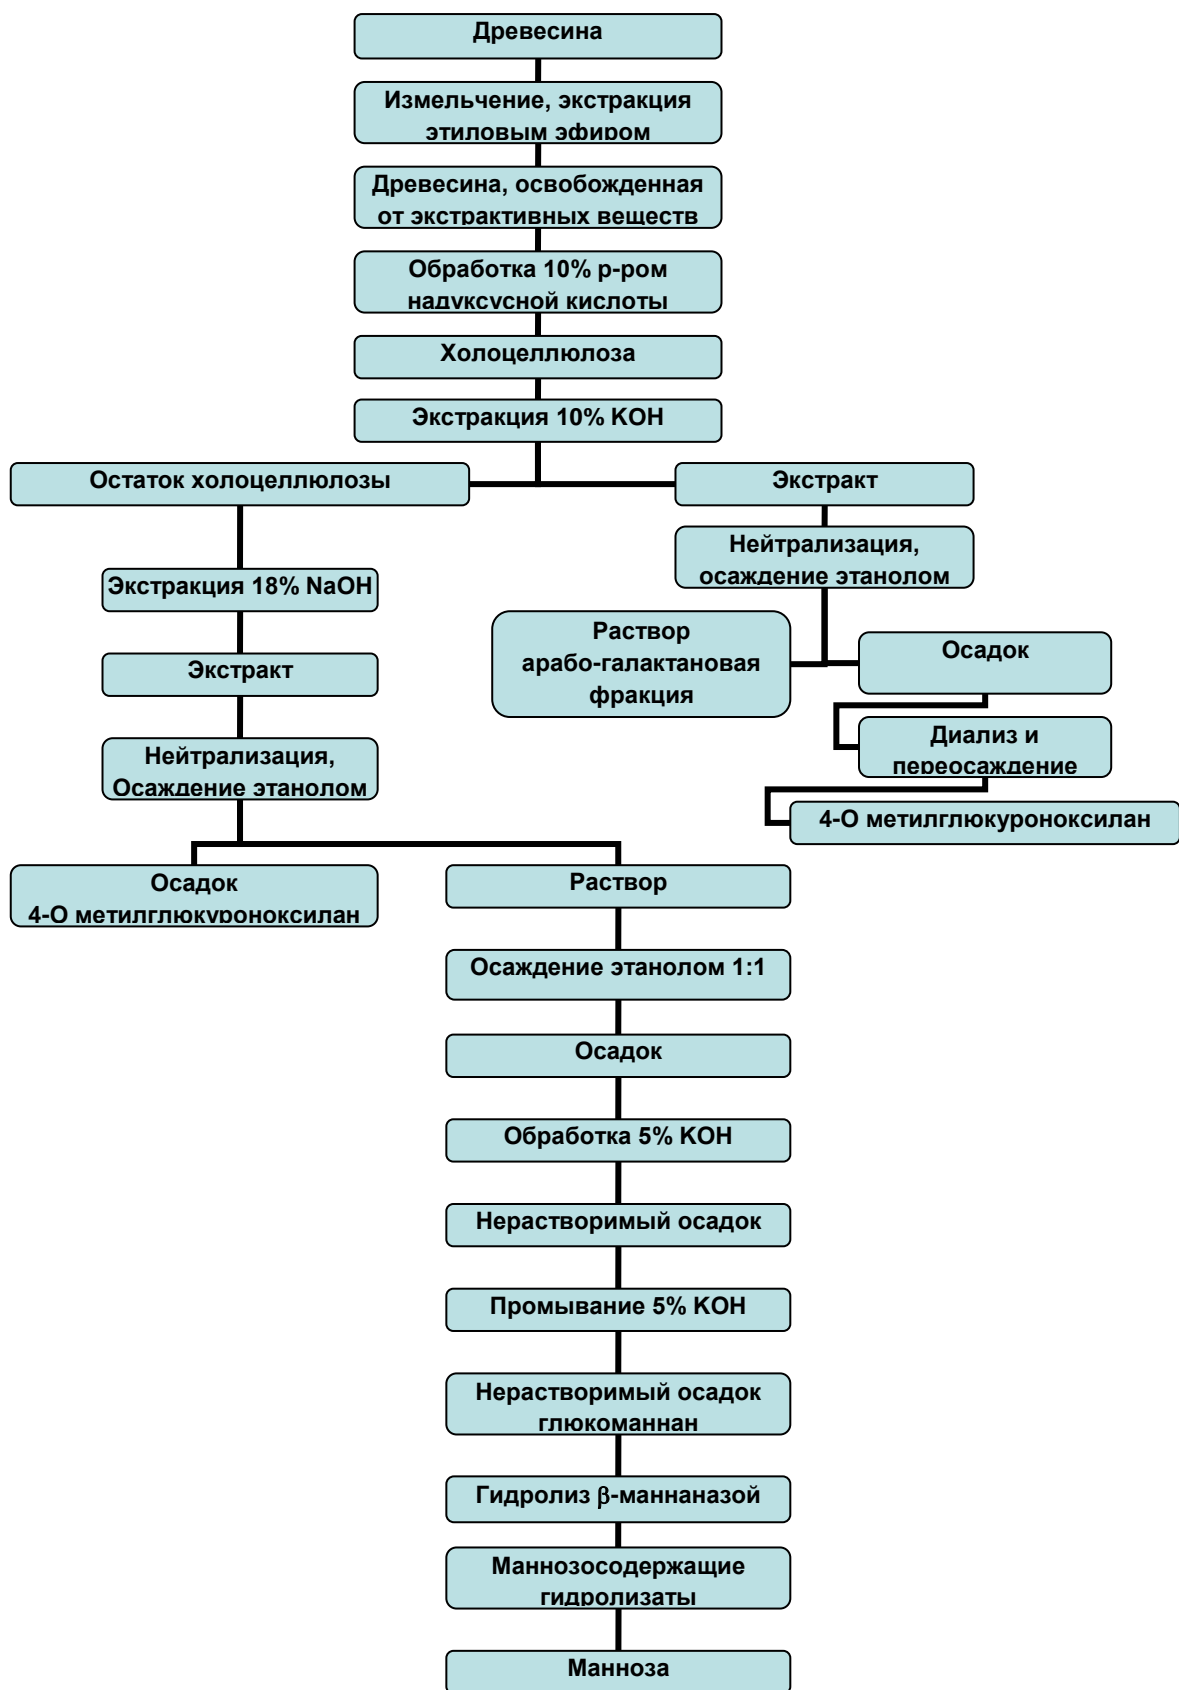 Древесина
Измельчение, экстракция
этиловым эфиром
Древесина, освобожденная
от экстрактивных веществ
Обработка 10% р-ром
надуксусной кислоты
Холоцеллюлоза
Экстракция 10% KOH
Остаток холоцеллюлозы
Экстракт
Нейтрализация,
осаждение этанолом
Экстракция 18% NaOH
Раствор
арабо-галактановая
фракция
Осадок
Экстракт
Диализ и
переосаждение
Нейтрализация,
Осаждение этанолом
4-О метилглюкуроноксилан
Осадок
4-О метилглюкуроноксилан
Раствор
Осаждение этанолом 1:1
Осадок
Обработка 5% KOH
Нерастворимый осадок
Промывание 5% KOH
Нерастворимый осадок
глюкоманнан
Гидролиз β-маннаназой
Маннозосодержащие
гидролизаты
Манноза